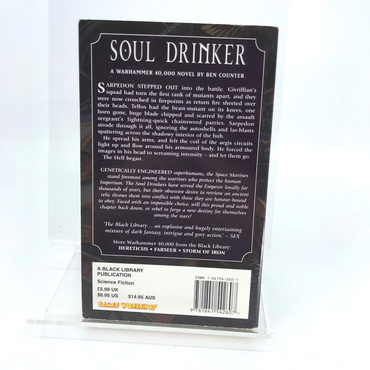 SOUL DRINKER
A WARHAMMER 40,000 NOVEL BY BEN COUNTER
SARPEDON STEPPED OUT into the battle. Givrillian's
squad had torn the first rank of mutants apart, and they
were now crouched in firepoints as return fire sheeted over
their heads. Tellos had the beast-mutant on its knees, one
horn gone, huge blade chipped and scarred by the assault
sergeant's lightning-quick chainsword parries. Sarpedon
strode through it all, ignoring the autoshells and las-blasts
spattering across the shadowy interior of the hub.
He spread his arms, and felt the coil of the aegis circuits
light up and flow around his armoured body. He forced the
images in his head to screaming intensity – and let them go.
The Hell began.
GENETICALLY ENGINEERED superhumans, the Space Marines
stand foremost among the warriors who protect the human
Imperium. The Soul Drinkers have served the Emperor loyally for
thousands of years, but their obsessive desire to retrieve an ancient
relic throws them into conflict with those they are honour bound
to obey. Faced with an impossible choice, will this proud and noble
chapter back down, or rebel to forge a new destiny for themselves
among the stars?
'The Black Library... an explosive and hugely entertaining
mixture of dark fantasy, intrigue and gory action.' – SFX
More Warhammer 40,000 from the Black Library:
HERETICUS • FARSEER • STORM OF IRON
A BLACK LIBRARY
PUBLICATION
Science Fiction
£5.99 UK
$6.95 US $14.95 AUS
GAMES WORKSHOP
ISBN 1-84154-260-1
9 781841 542607